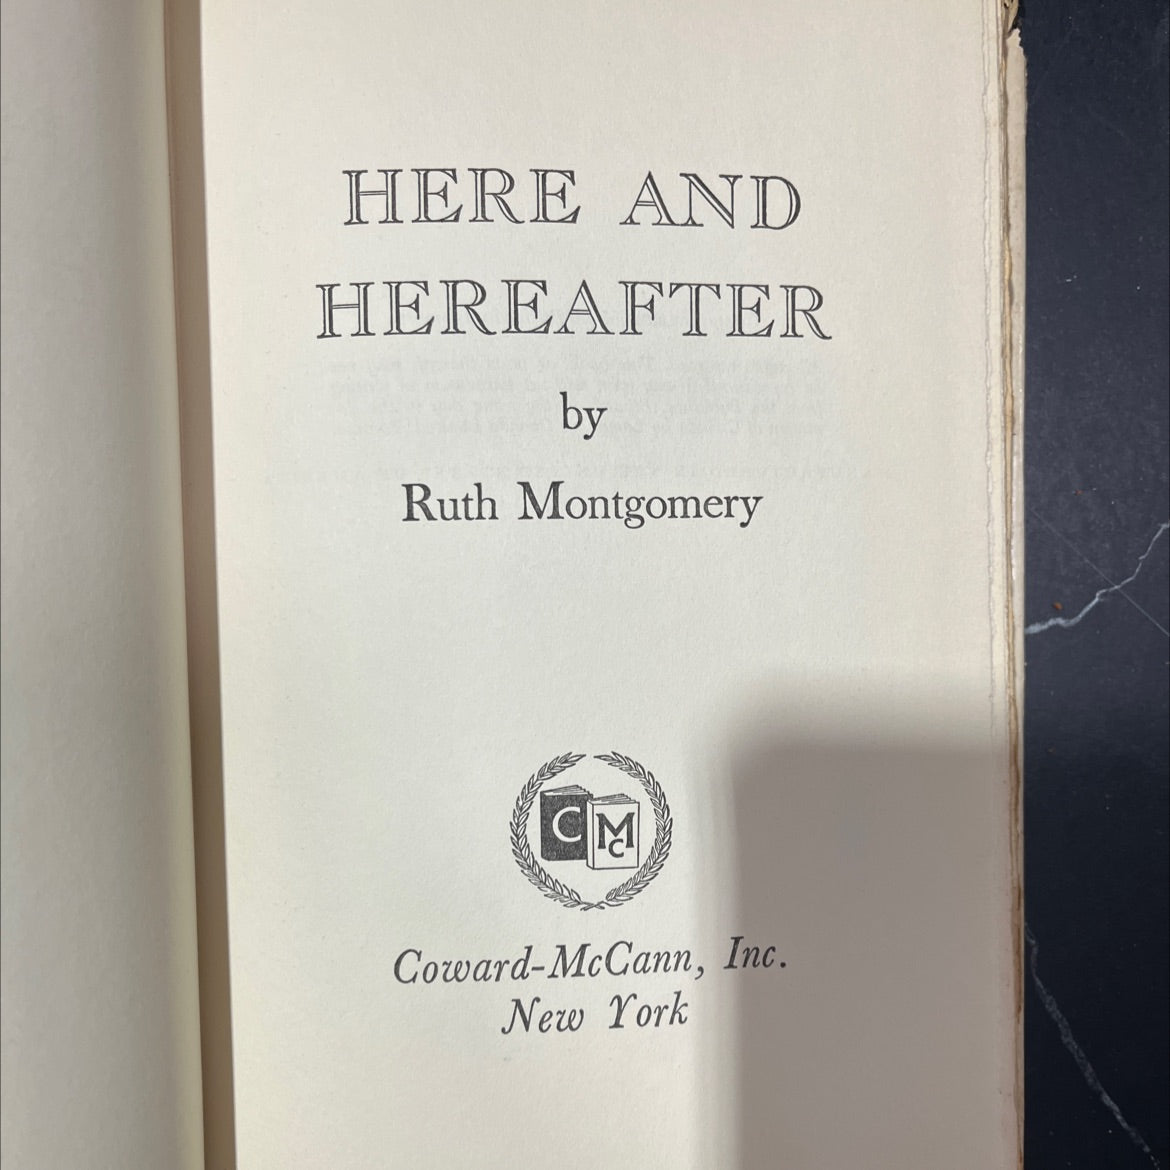 HERE AND
HEREAFTER
by
Ruth Montgomery
C
Mc
Coward-McCann, Inc.
New York